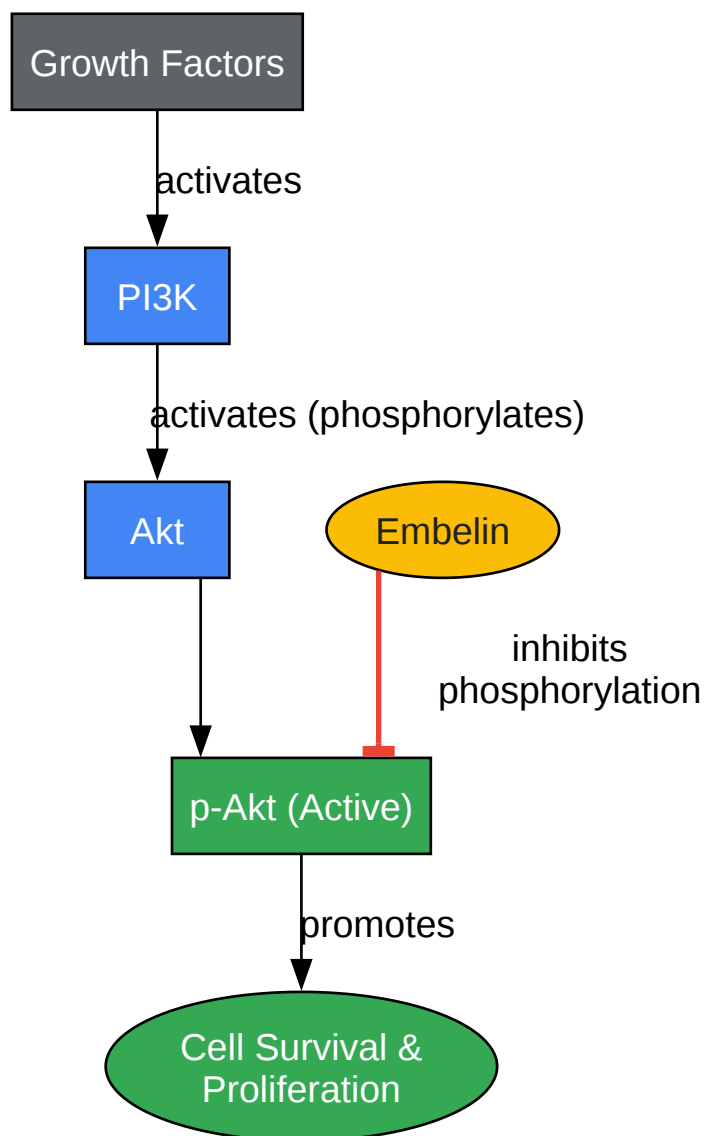 Growth Factors
activates
PI3K
activates (phosphorylates)
Akt
Embelin
inhibits
phosphorylation
p-Akt (Active)
promotes
Cell Survival &
Proliferation